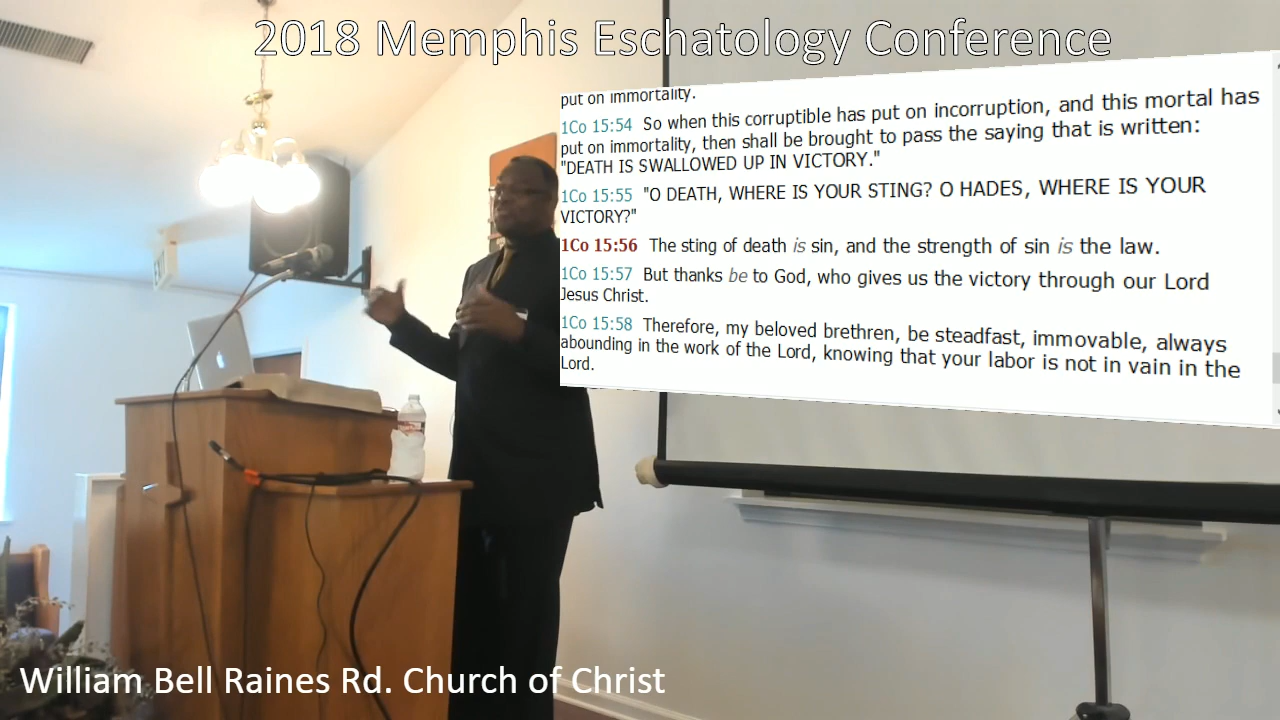 2018 Memphis Eschatology Conference
put on immortality.
1Co 15:54 So when this corruptible has put on incorruption, and this mortal has
put on immortality, then shall be brought to pass the saying that is written:
"DEATH IS SWALLOWED UP IN VICTORY."
1Co 15:55 "O DEATH, WHERE IS YOUR STING? O HADES, WHERE IS YOUR
VICTORY?"
1Co 15:56 The sting of death is sin, and the strength of sin is the law.
1Co 15:57 But thanks be to God, who gives us the victory through our Lord
Jesus Christ.
1Co 15:58 Therefore, my beloved brethren, be steadfast, immovable, always
abounding in the work of the Lord, knowing that your labor is not in vain in the
Lord.
William Bell Raines Rd. Church of Christ